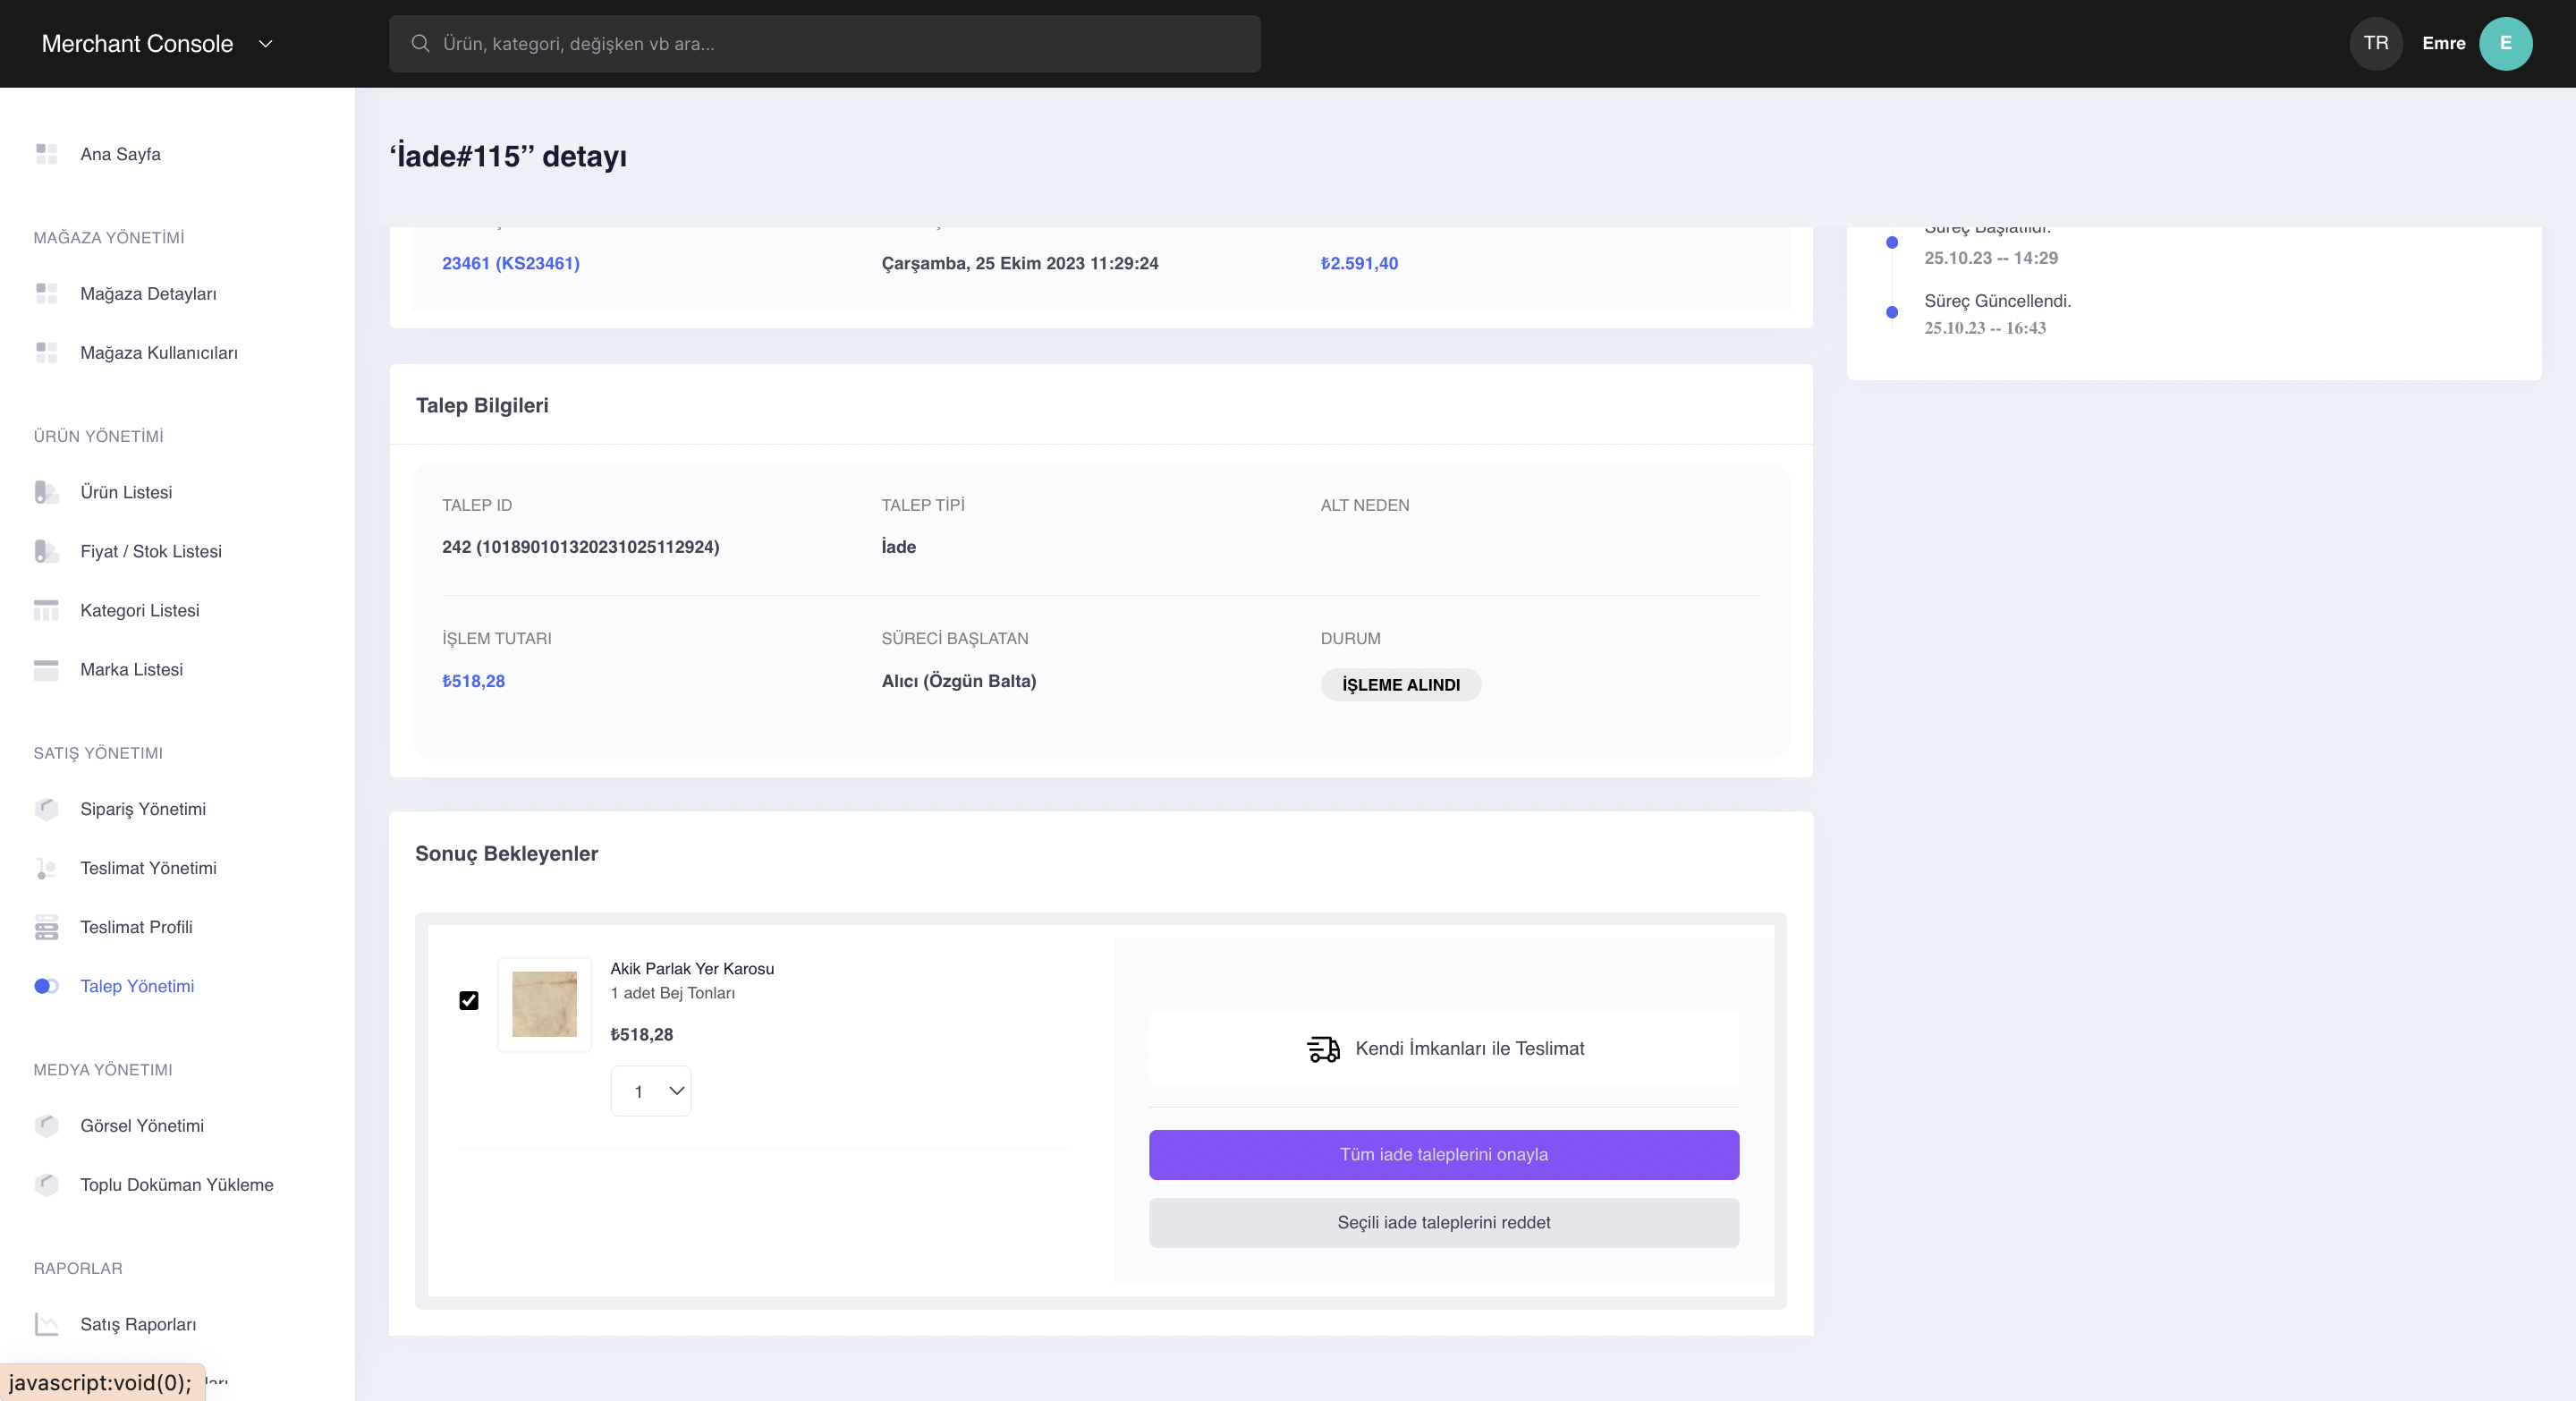 Merchant Console
Ürün, kategori, değişken vb ara...
TR
Emre
E
Ana Sayfa
MAĞAZA YÖNETİMİ
Mağaza Detayları
Mağaza Kullanıcıları
ÜRÜN YÖNETİMİ
Ürün Listesi
Fiyat / Stok Listesi
Kategori Listesi
Marka Listesi
SATIŞ YÖNETIMI
Sipariş Yönetimi
Teslimat Yönetimi
Teslimat Profili
Talep Yönetimi
MEDYA YÖNETIMI
Görsel Yönetimi
Toplu Doküman Yükleme
RAPORLAR
Satış Raporları
javascript:void(0);
‘İade#115’’ detayı
23461 (KS23461)
Çarşamba, 25 Ekim 2023 11:29:24
₺2.591,40
Talep Bilgileri
TALEP ID
TALEP TİPİ
ALT NEDEN
242 (101890101320231025112924)
İade
İŞLEM TUTARI
SÜRECİ BAŞLATAN
DURUM
₺518,28
Alıcı (Özgün Balta)
İŞLEME ALINDI
Sonuç Bekleyenler
Akik Parlak Yer Karosu
1 adet Bej Tonları
₺518,28
1
Kendi İmkanları ile Teslimat
Tüm iade taleplerini onayla
Seçili iade taleplerini reddet
Süreç Başlatıldı.
25.10.23 -- 14:29
Süreç Güncellendi.
25.10.23 -- 16:43